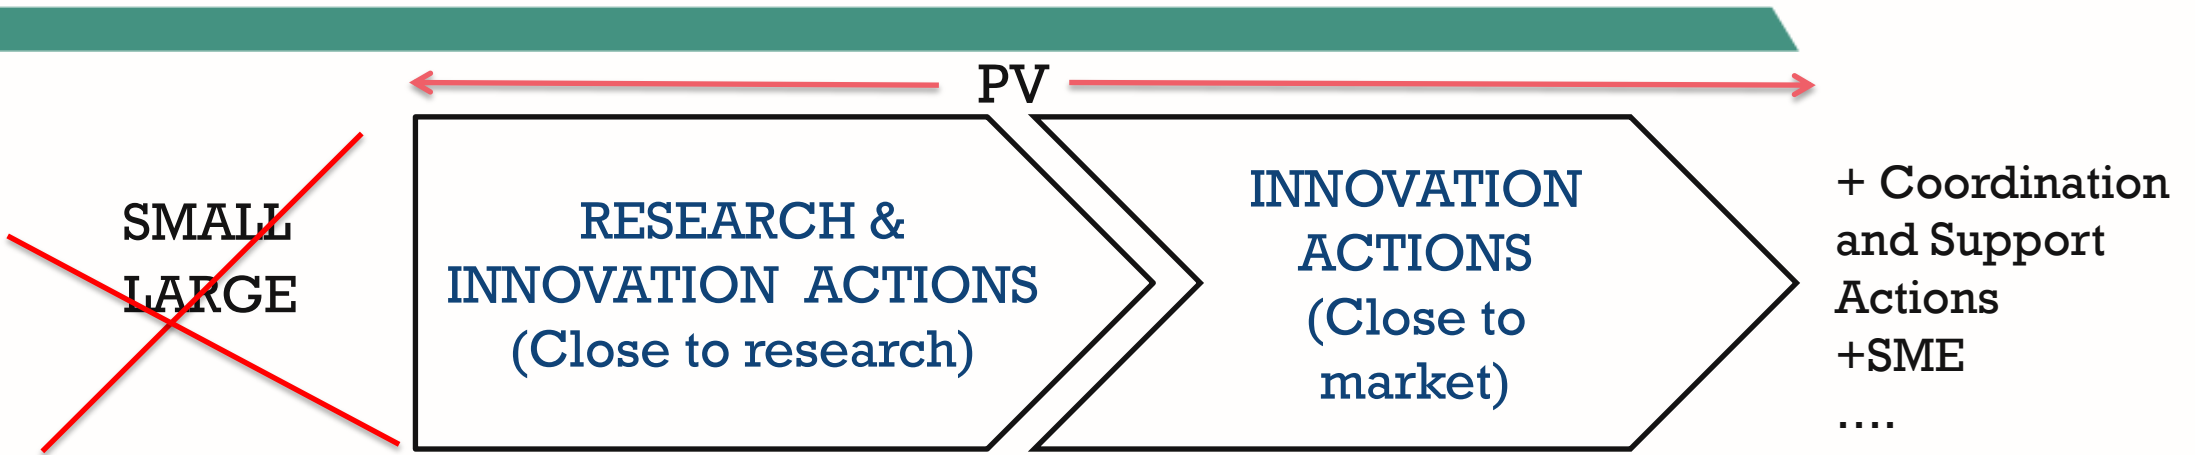 PV
SMALL
LARGE
RESEARCH &
INNOVATION ACTIONS
(Close to research)
INNOVATION
ACTIONS
(Close to
market)
+ Coordination
and Support
Actions
+SME
....